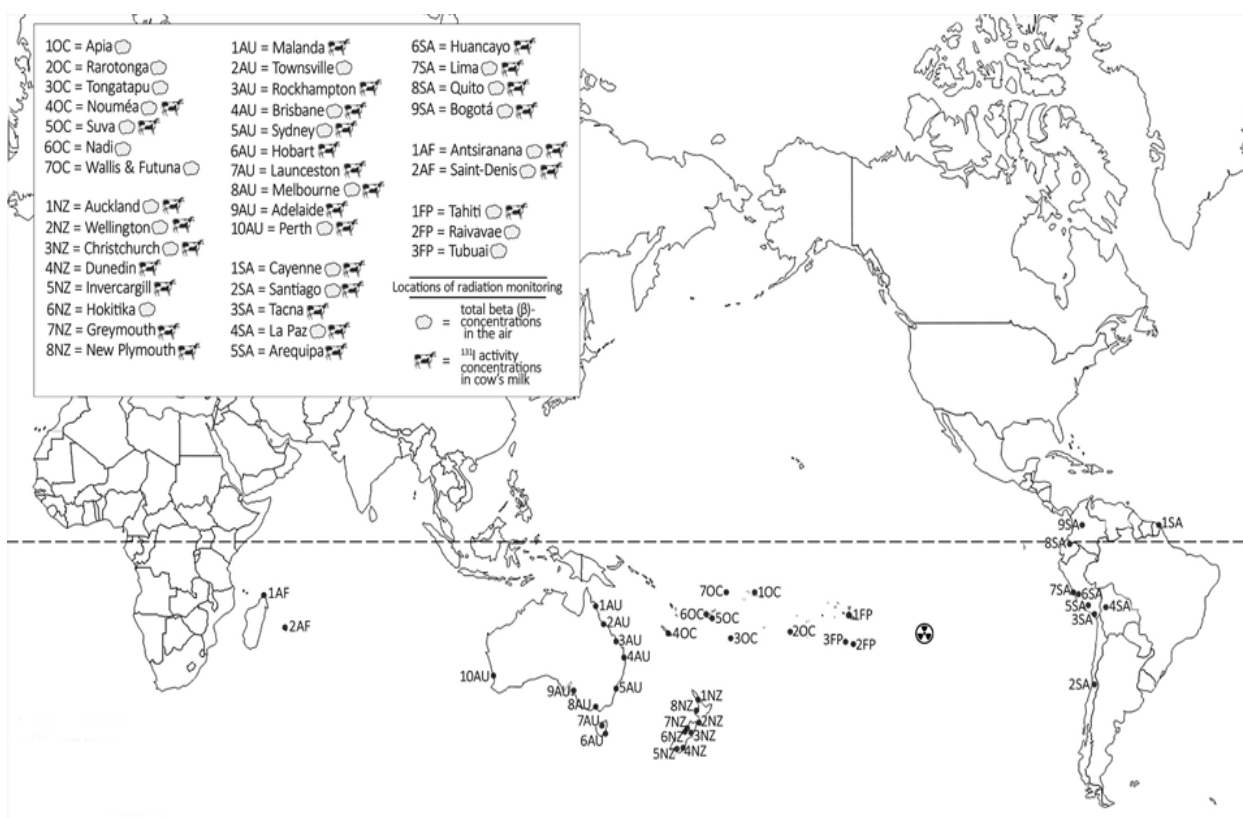 1OC = Apia
2OC = Rarotonga
3OC = Tongatapu
4OC = Nouméa
5OC = Suva
6OC = Nadi
7OC = Wallis & Futuna
1NZ = Auckland
2NZ = Wellington
3NZ = Christchurch
4NZ = Dunedin
5NZ = Invercargill
6NZ = Hokitika
7NZ = Greymouth
8NZ = New Plymouth
1AU = Malanda
2AU = Townsville
3AU = Rockhampton
4AU = Brisbane
5AU = Sydney
6AU = Hobart
7AU = Launceston
8AU = Melbourne
9AU = Adelaide
10AU = Perth
1SA = Cayenne
2SA = Santiago
3SA = Tacna
4SA = La Paz
5SA = Arequipa
6SA = Huancayo
7SA = Lima
8SA = Quito
9SA = Bogotá
1AF = Antsiranana
2AF = Saint-Denis
1FP = Tahiti
2FP = Raivavae
3FP = Tubuai
Locations of radiation monitoring
= total beta (β)-
concentrations
in the air
= ¹³¹I activity
concentrations
in cow's milk
9SA
1SA
8SA
7SA
6SA
5SA
4SA
3SA
2SA
1AF
2AF
7OC
1OC
6OC
5OC
4OC
3OC
2OC
1FP
3FP
2FP
1AU
2AU
3AU
4AU
10AU
9AU
5AU
8AU
7AU
6AU
1NZ
8NZ
7NZ
2NZ
6NZ
3NZ
5NZ
4NZ